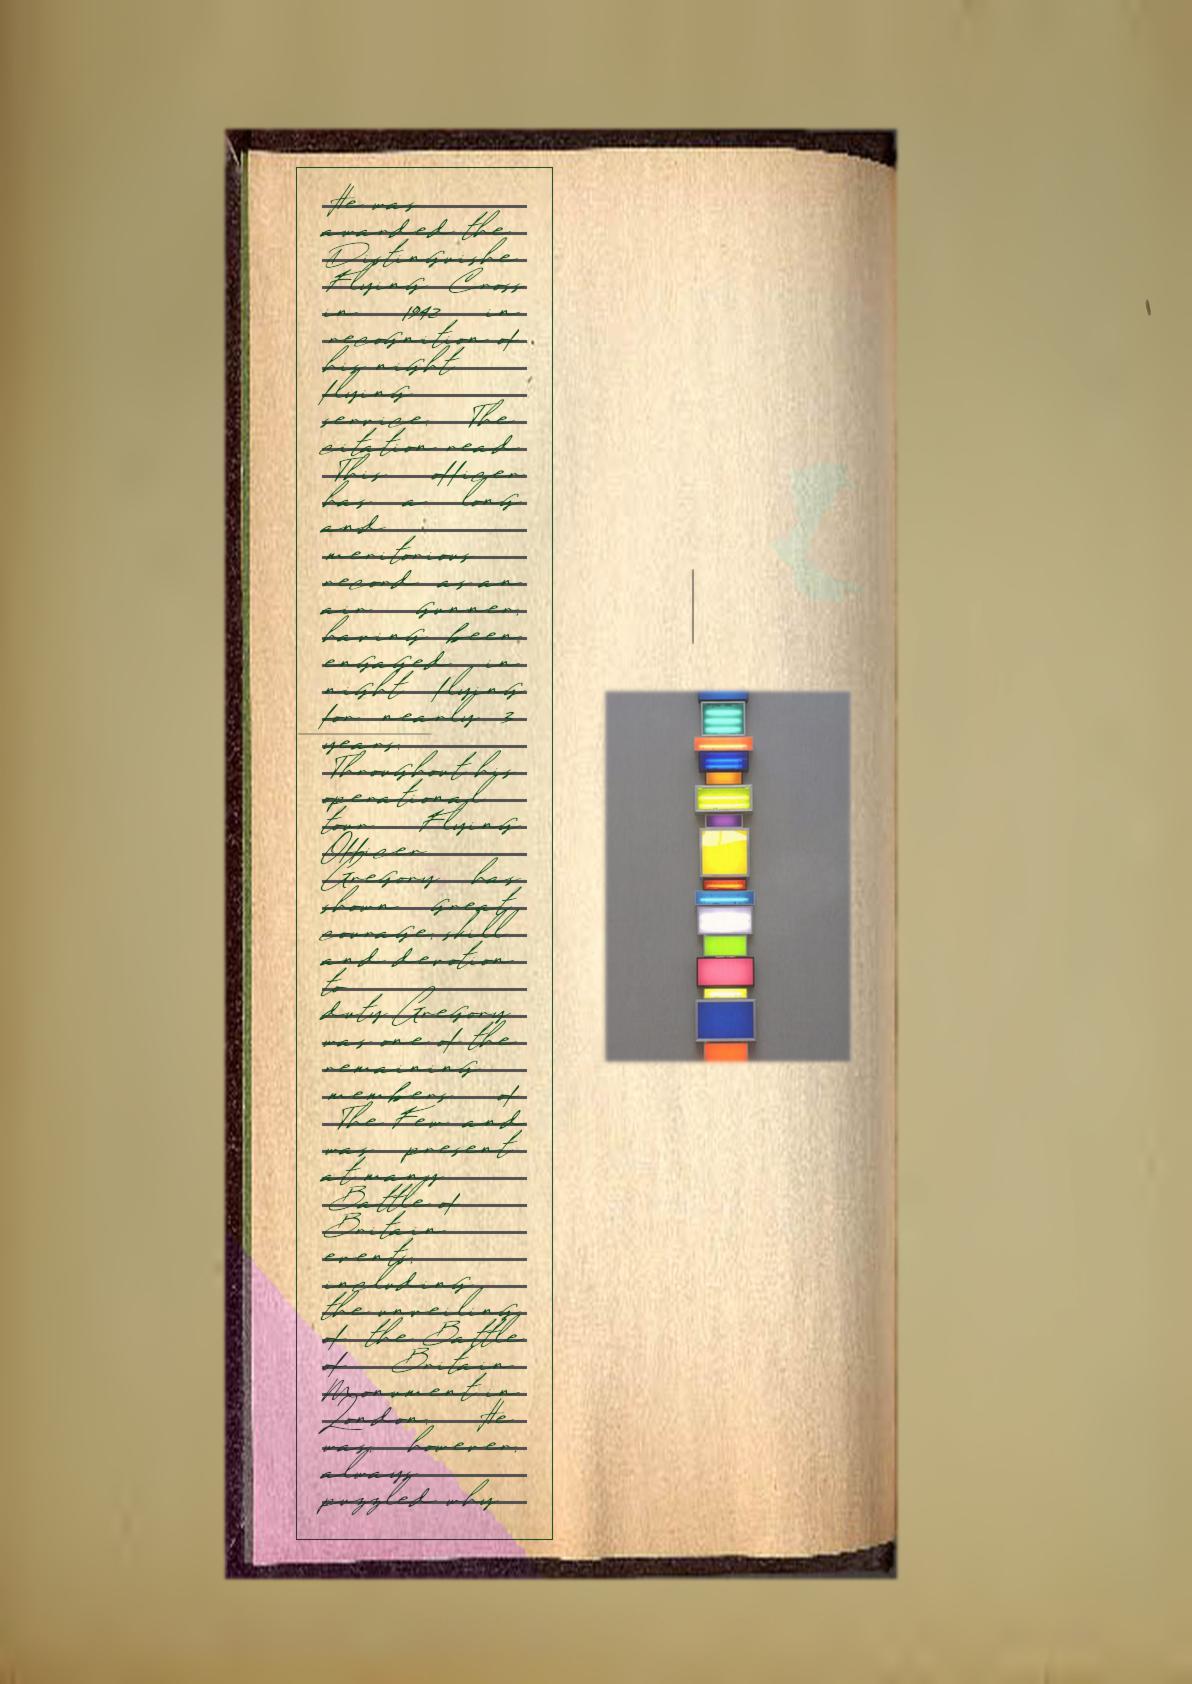 He was
awarded the
Distinguishe
Flying Cross
in 1942 in
recognition of
his night
flying
service. The
citation read
This officer
has a long
and
meritorious
record as an
air gunner,
having been
engaged in
night flying
for nearly 3
years.
Throughout his
operational
tour Flying
Officer
Gregory has
shown great
courage, skill
and devotion
to
duty. Gregory
was one of the
remaining
members of
The Few and
was present
at many
Battle of
Britain
events,
including
the unveiling
of the Battle
of Britain
Monument in
London. He
was, however,
always
puzzled why